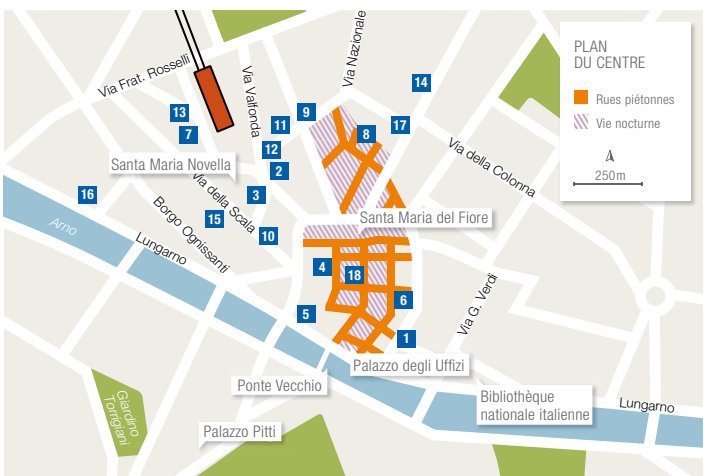 PLAN
DU CENTRE
Rues piétonnes
Vie nocturne
250m
Via Nazionale
Via Frat. Rosselli
Via Valfonda
14
13
9
11
17
7
8
12
Via della Colonna
Santa Maria Novella
2
16
3
Via della Scala
15
Borgo Ognissanti
Santa Maria del Fiore
Arno
10
Lungarno
4
18
6
Via G. Verdi
5
1
Palazzo degli Uffizi
Ponte Vecchio
Bibliothèque
nationale italienne
Lungarno
Giardino
Torrigiani
Palazzo Pitti